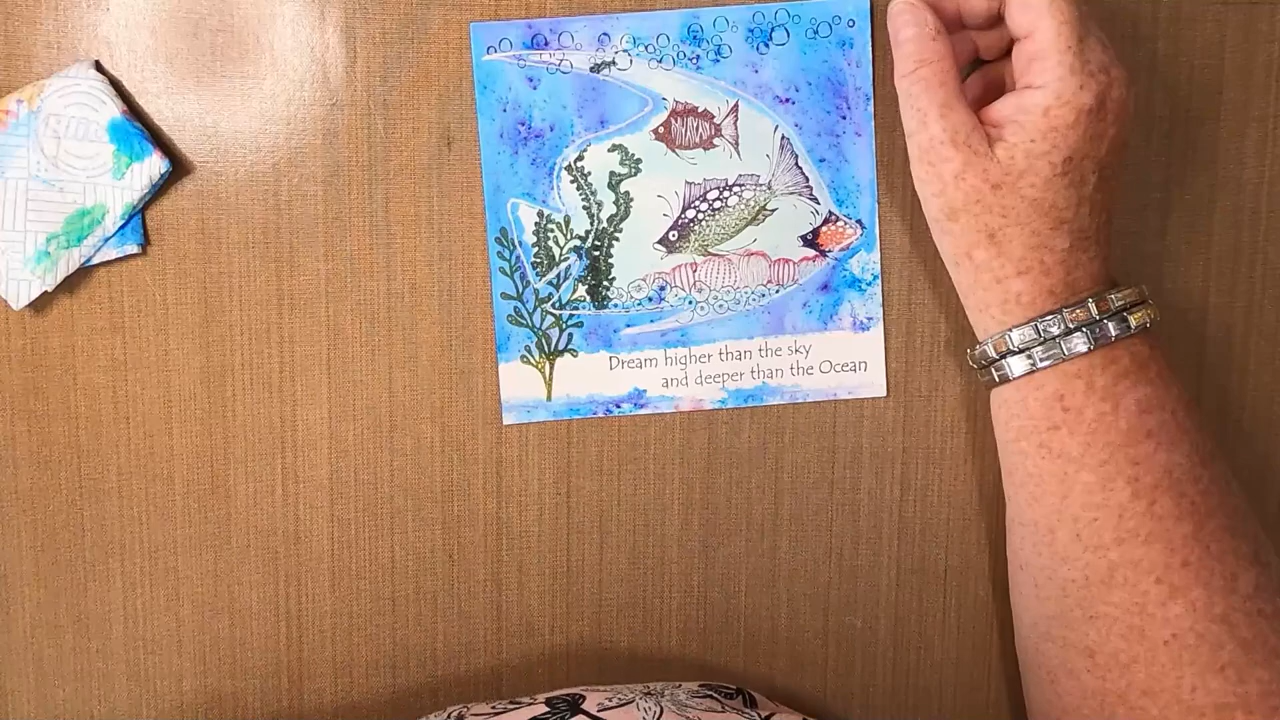 Dream higher than the sky
and deeper than the Ocean